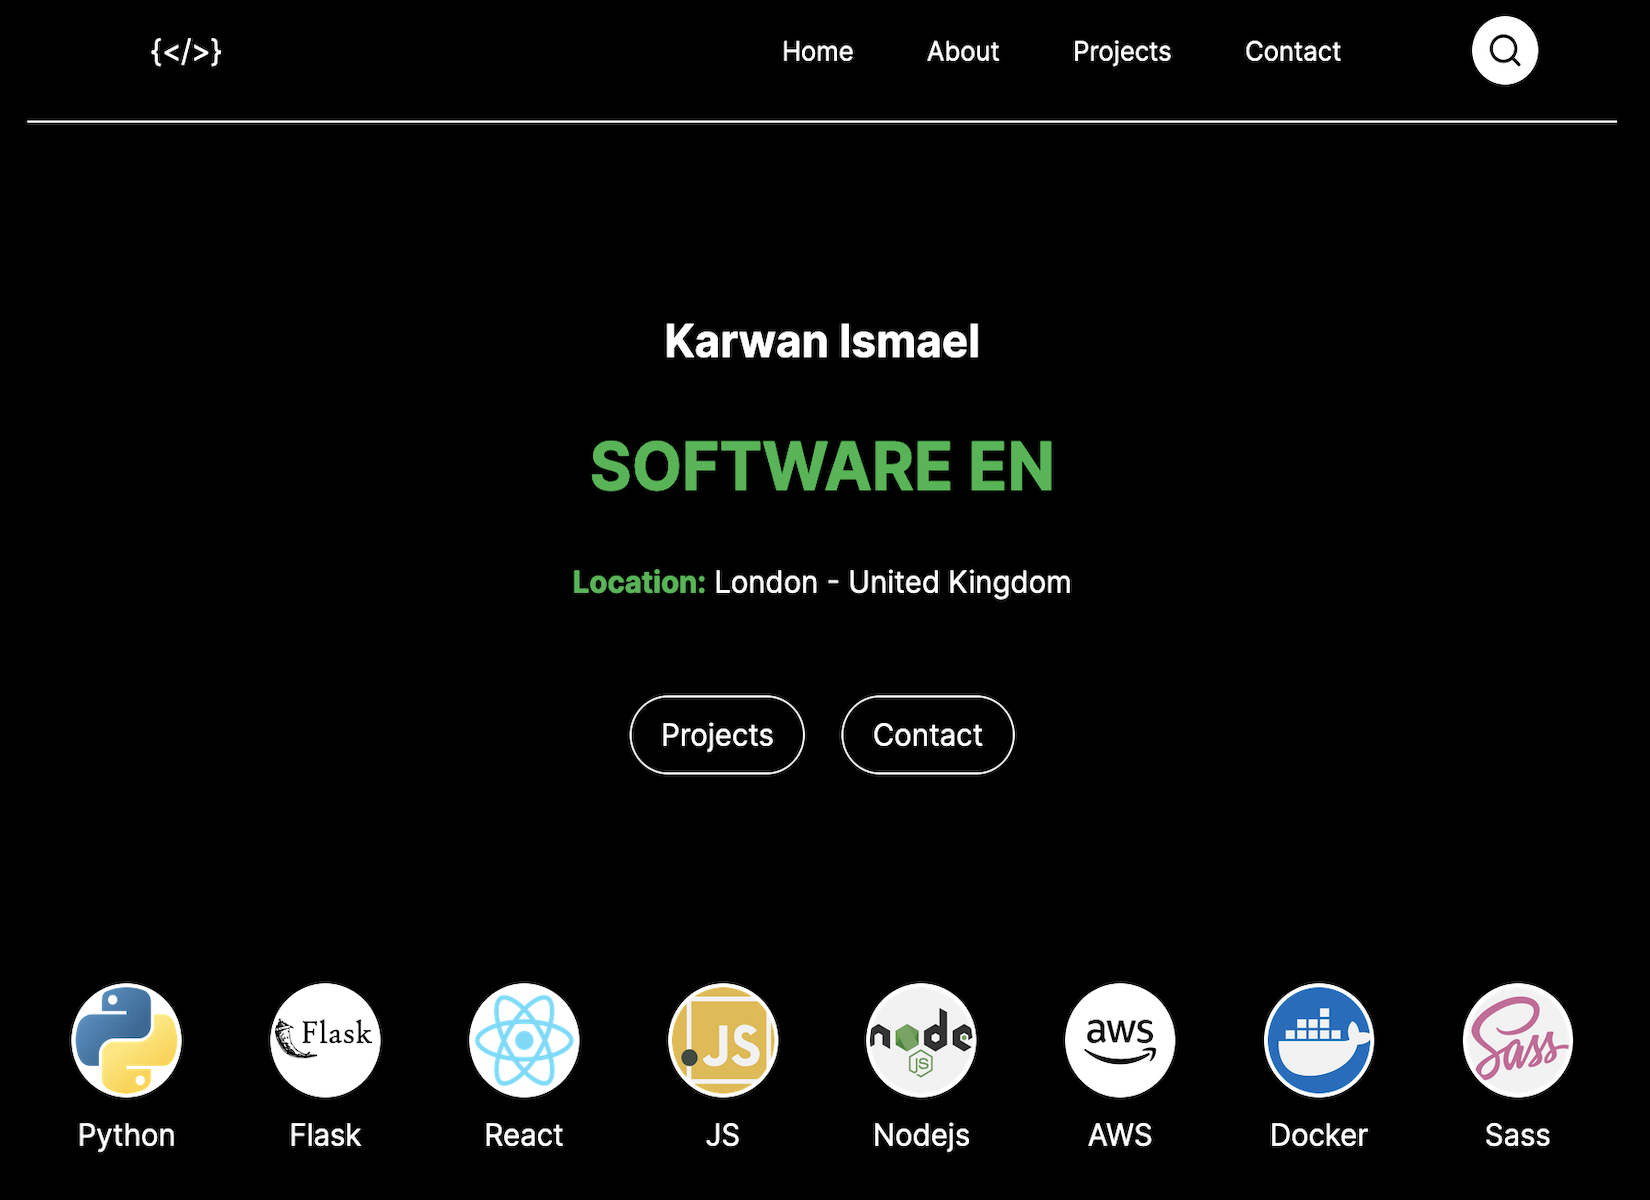 {</>}
Home About Projects Contact
Karwan Ismael
SOFTWARE EN
Location: London - United Kingdom
Projects Contact
Flask
JS
node
JS
aws
Sass
Python Flask React JS Nodejs AWS Docker Sass